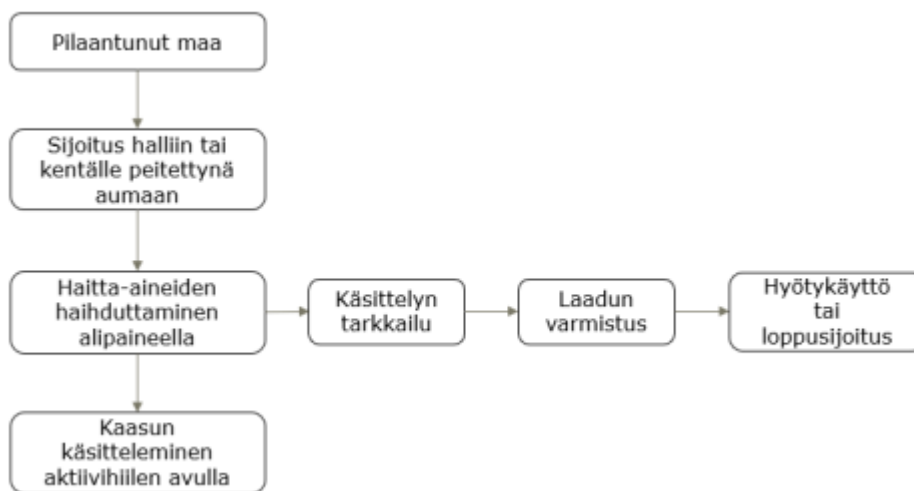 Pilaantunut maa
Sijoitus halliin tai
kentälle peitettynä
aumaan
Haitta-aineiden
haihduttaminen
alipaineella
Käsittelyn
tarkkailu
Laadun
varmistus
Hyötykäyttö
tai
loppusijoitus
Kaasun
käsitteleminen
aktiivihiilen avulla